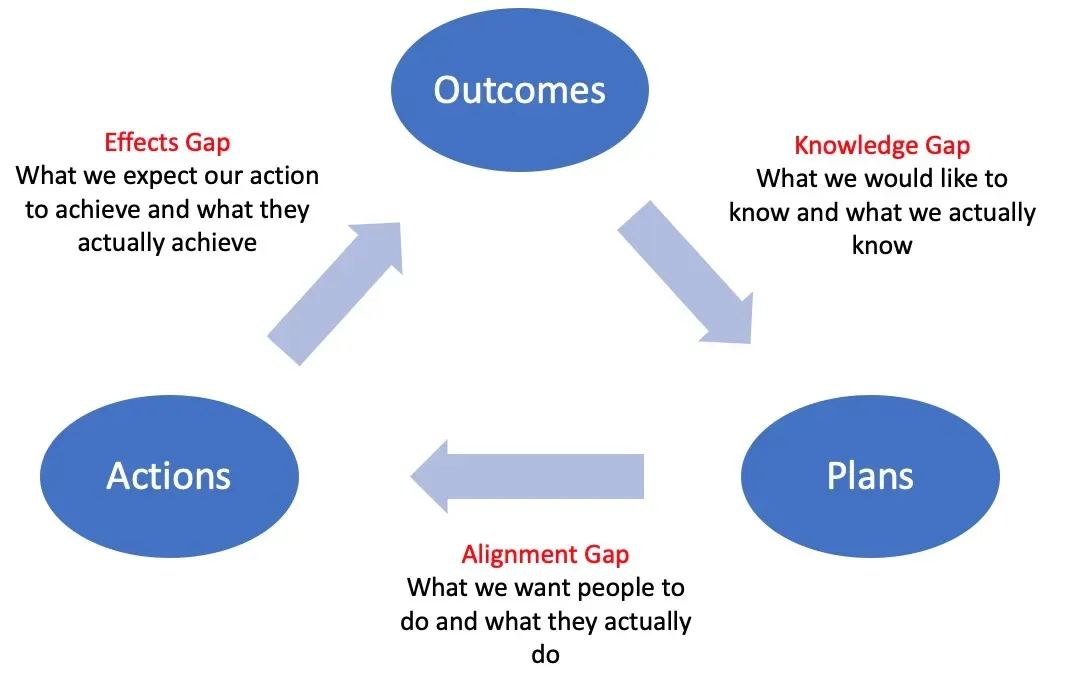 Outcomes
Effects Gap
What we expect our action
to achieve and what they
actually achieve
Knowledge Gap
What we would like to
know and what we actually
know
Actions
Plans
Alignment Gap
What we want people to
do and what they actually
do